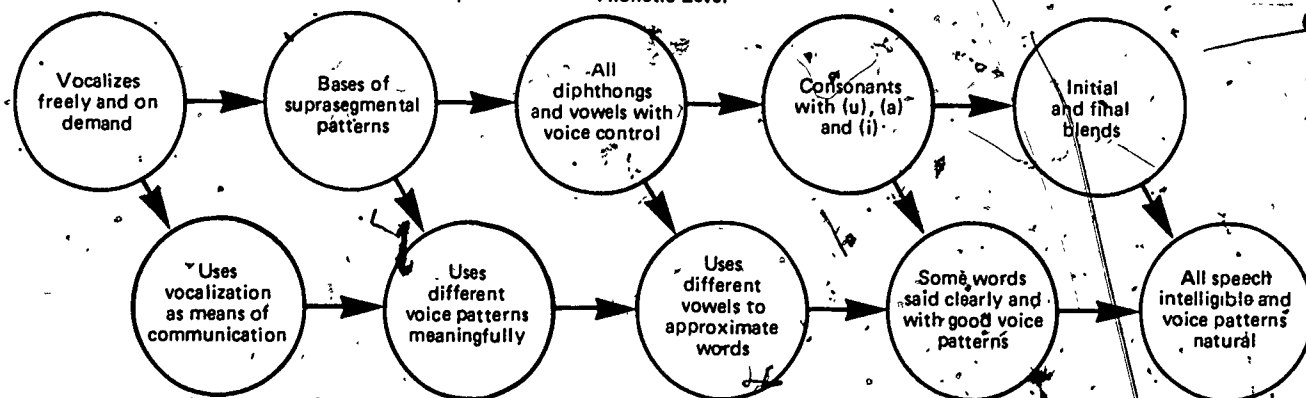 Vocalizes
freely and on
demand
Bases of
suprasegmental
patterns
All
diphthongs
and vowels with
voice control
Consonants
with (u), (a)
and (i)
Initial
and final
blends
Uses
vocalization
as means of
communication
Uses
different
voice patterns
meaningfully
Uses
different
vowels to
approximate
words
Some words
said clearly and
with good voice
patterns
All speech
intelligible and
voice patterns
natural